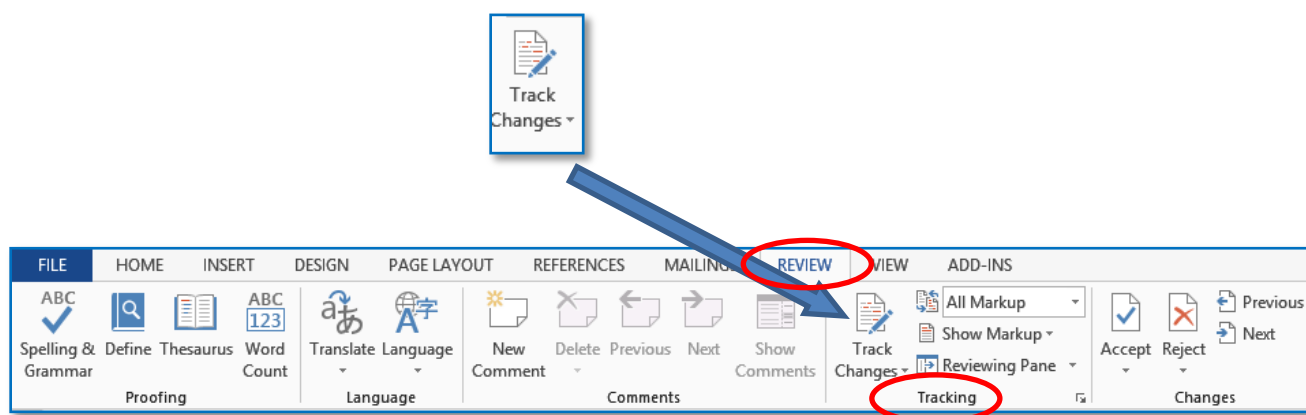 Track
Changes
FILE HOME INSERT DESIGN PAGE LAYOUT REFERENCES MAILINGS REVIEW VIEW ADD-INS
ABC ABC All Markup Previous
123 Show Markup Next
Spelling & Define Thesaurus Word Translate Language New Delete Previous Next Show Track Reviewing Pane Accept Reject
Grammar Count Comment Comments Changes
Proofing Language Comments Tracking Changes